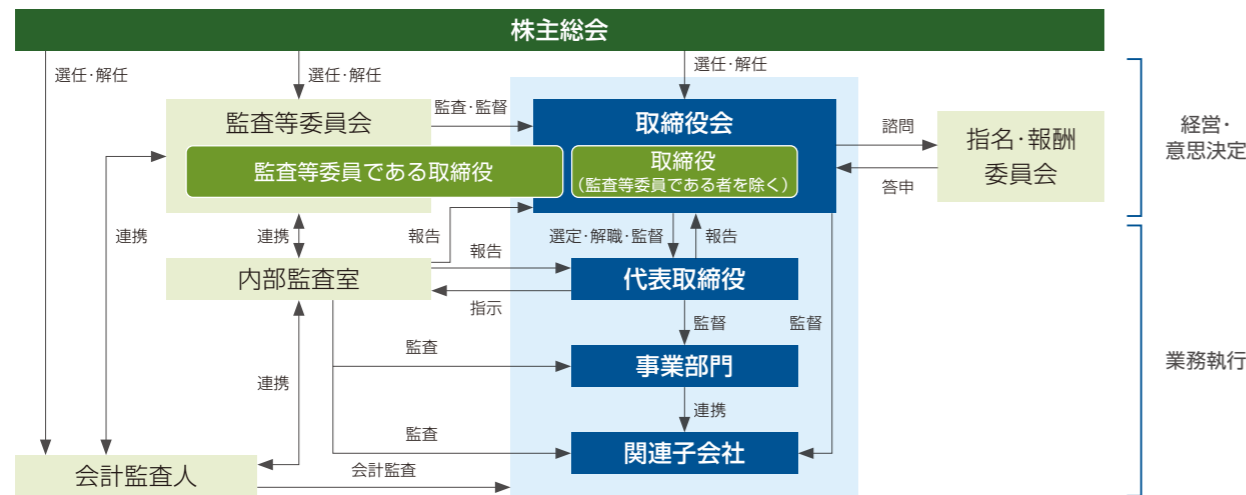 株主総会
選任・解任
選任・解任
選任・解任
監査等委員会
監査・監督
取締役会
諮問
指名・報酬
委員会
答申
経営・
意思決定
監査等委員である取締役
取締役
(監査等委員である者を除く)
連携
連携
報告
報告
選定・解職・監督
報告
内部監査室
代表取締役
指示
監督
監督
監査
事業部門
業務執行
連携
連携
監査
関連子会社
会計監査人
会計監査